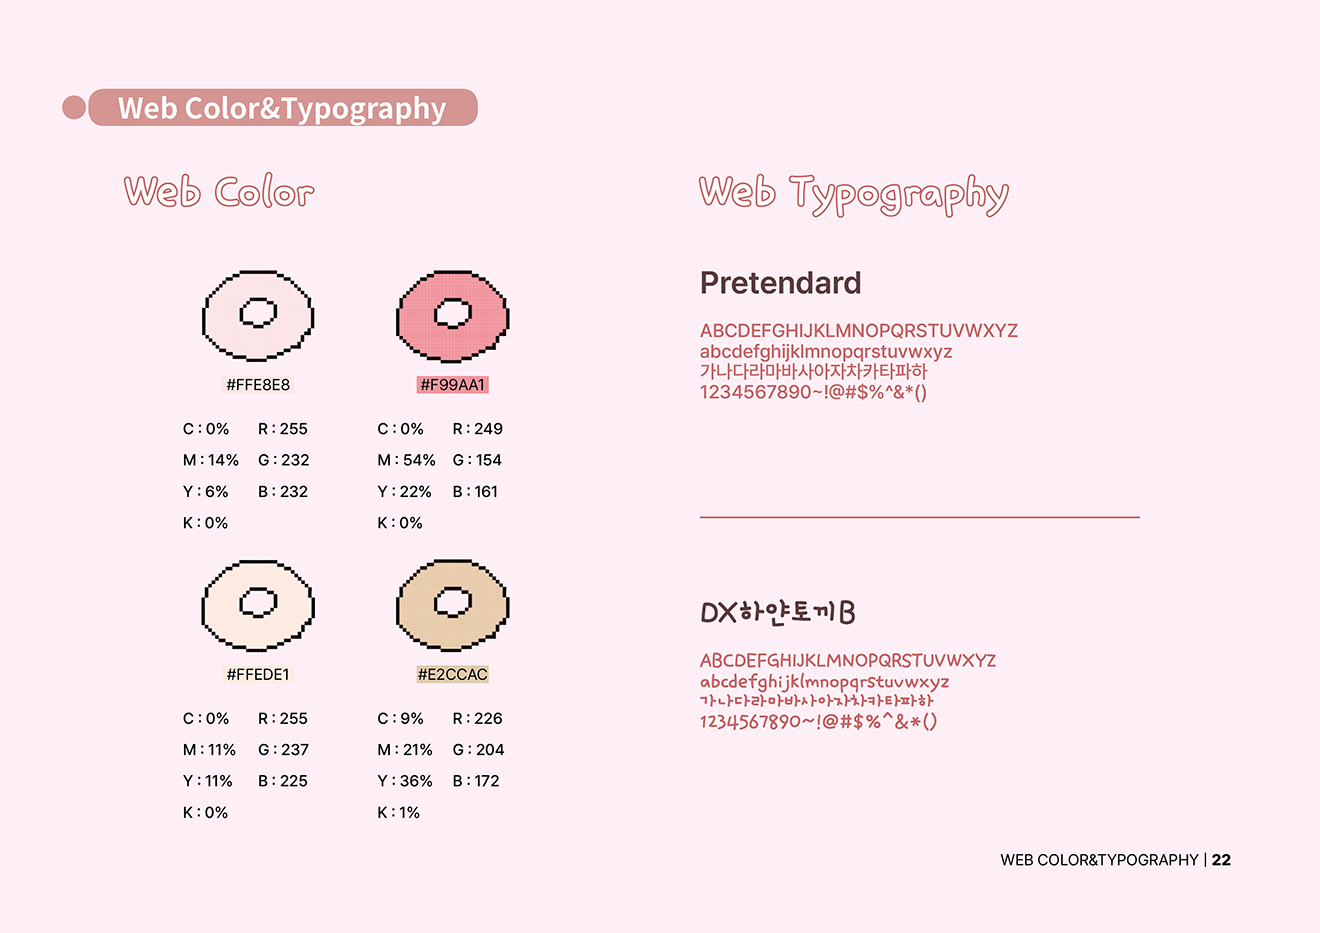 Web Color&Typography
Web Color
#FFE8E8
C : 0% R : 255
M : 14% G : 232
Y : 6% B : 232
K : 0%
#F99AA1
C : 0% R : 249
M : 54% G : 154
Y : 22% B : 161
K : 0%
#FFEDE1
C : 0% R : 255
M : 11% G : 237
Y : 11% B : 225
K : 0%
#E2CCAC
C : 9% R : 226
M : 21% G : 204
Y : 36% B : 172
K : 1%
Web Typography
Pretendard
ABCDEFGHIJKLMNOPQRSTUVWXYZ
abcdefghijklmnopqrstuvwxyz
가나다라마바사아자차카타파하
1234567890~!@#$%^&*()
DX하얀토끼B
ABCDEFGHIJKLMNOPQRSTUVWXYZ
abcdefghijklmnopqrstuvwxyz
가나다라마바사아자차카타파하
1234567890~!@#$%^&*()
WEB COLOR&TYPOGRAPHY | 22